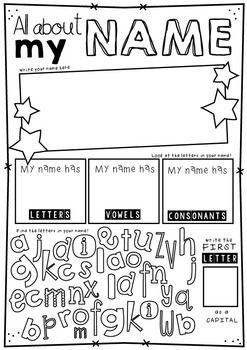 All about
my NAME
Write your name here
Look at the letters in your name!
My name has My name has My name has
LETTERS VOWELS CONSONANTS
Find the letters in your name!
WRITE THE
FIRST
LETTER
AS A
CAPITAL